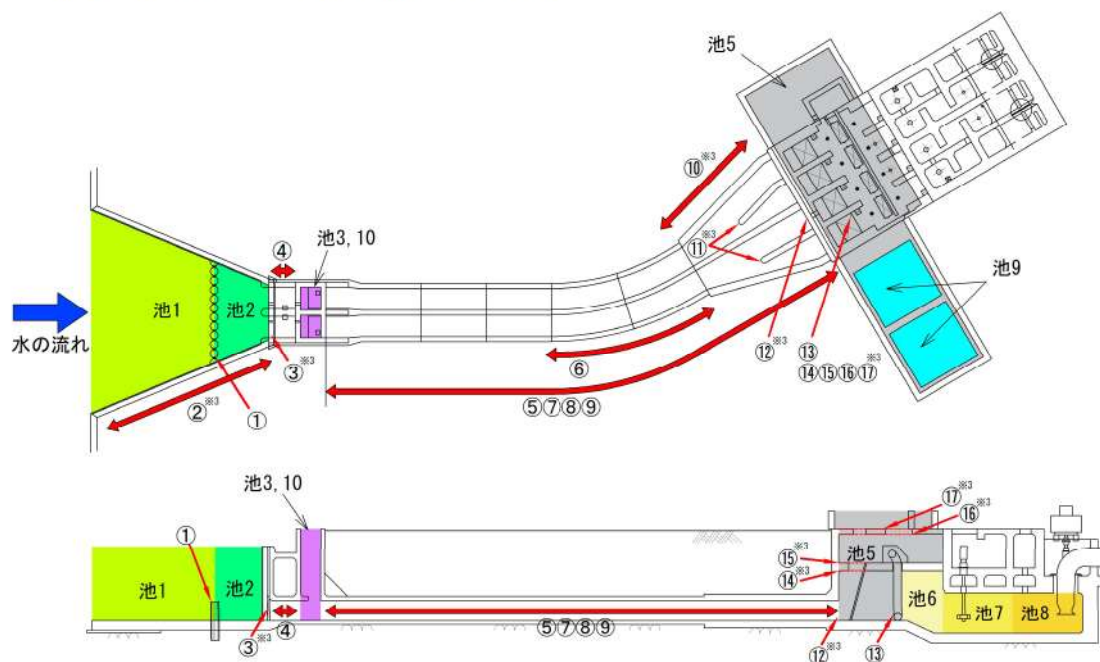 池5
⑩※3
④
池3, 10
⑪※3
池1
池2
池9
水の流れ
③※3
⑫※3
⑬
⑭⑮⑯⑰※3
⑥
②※3
①
⑤⑦⑧⑨
池3, 10
⑰※3
⑯※3
①
⑮※3
池5
⑭※3
池1
池2
池6
池7
池8
③※3
④
⑤⑦⑧⑨
⑫※3
⑬